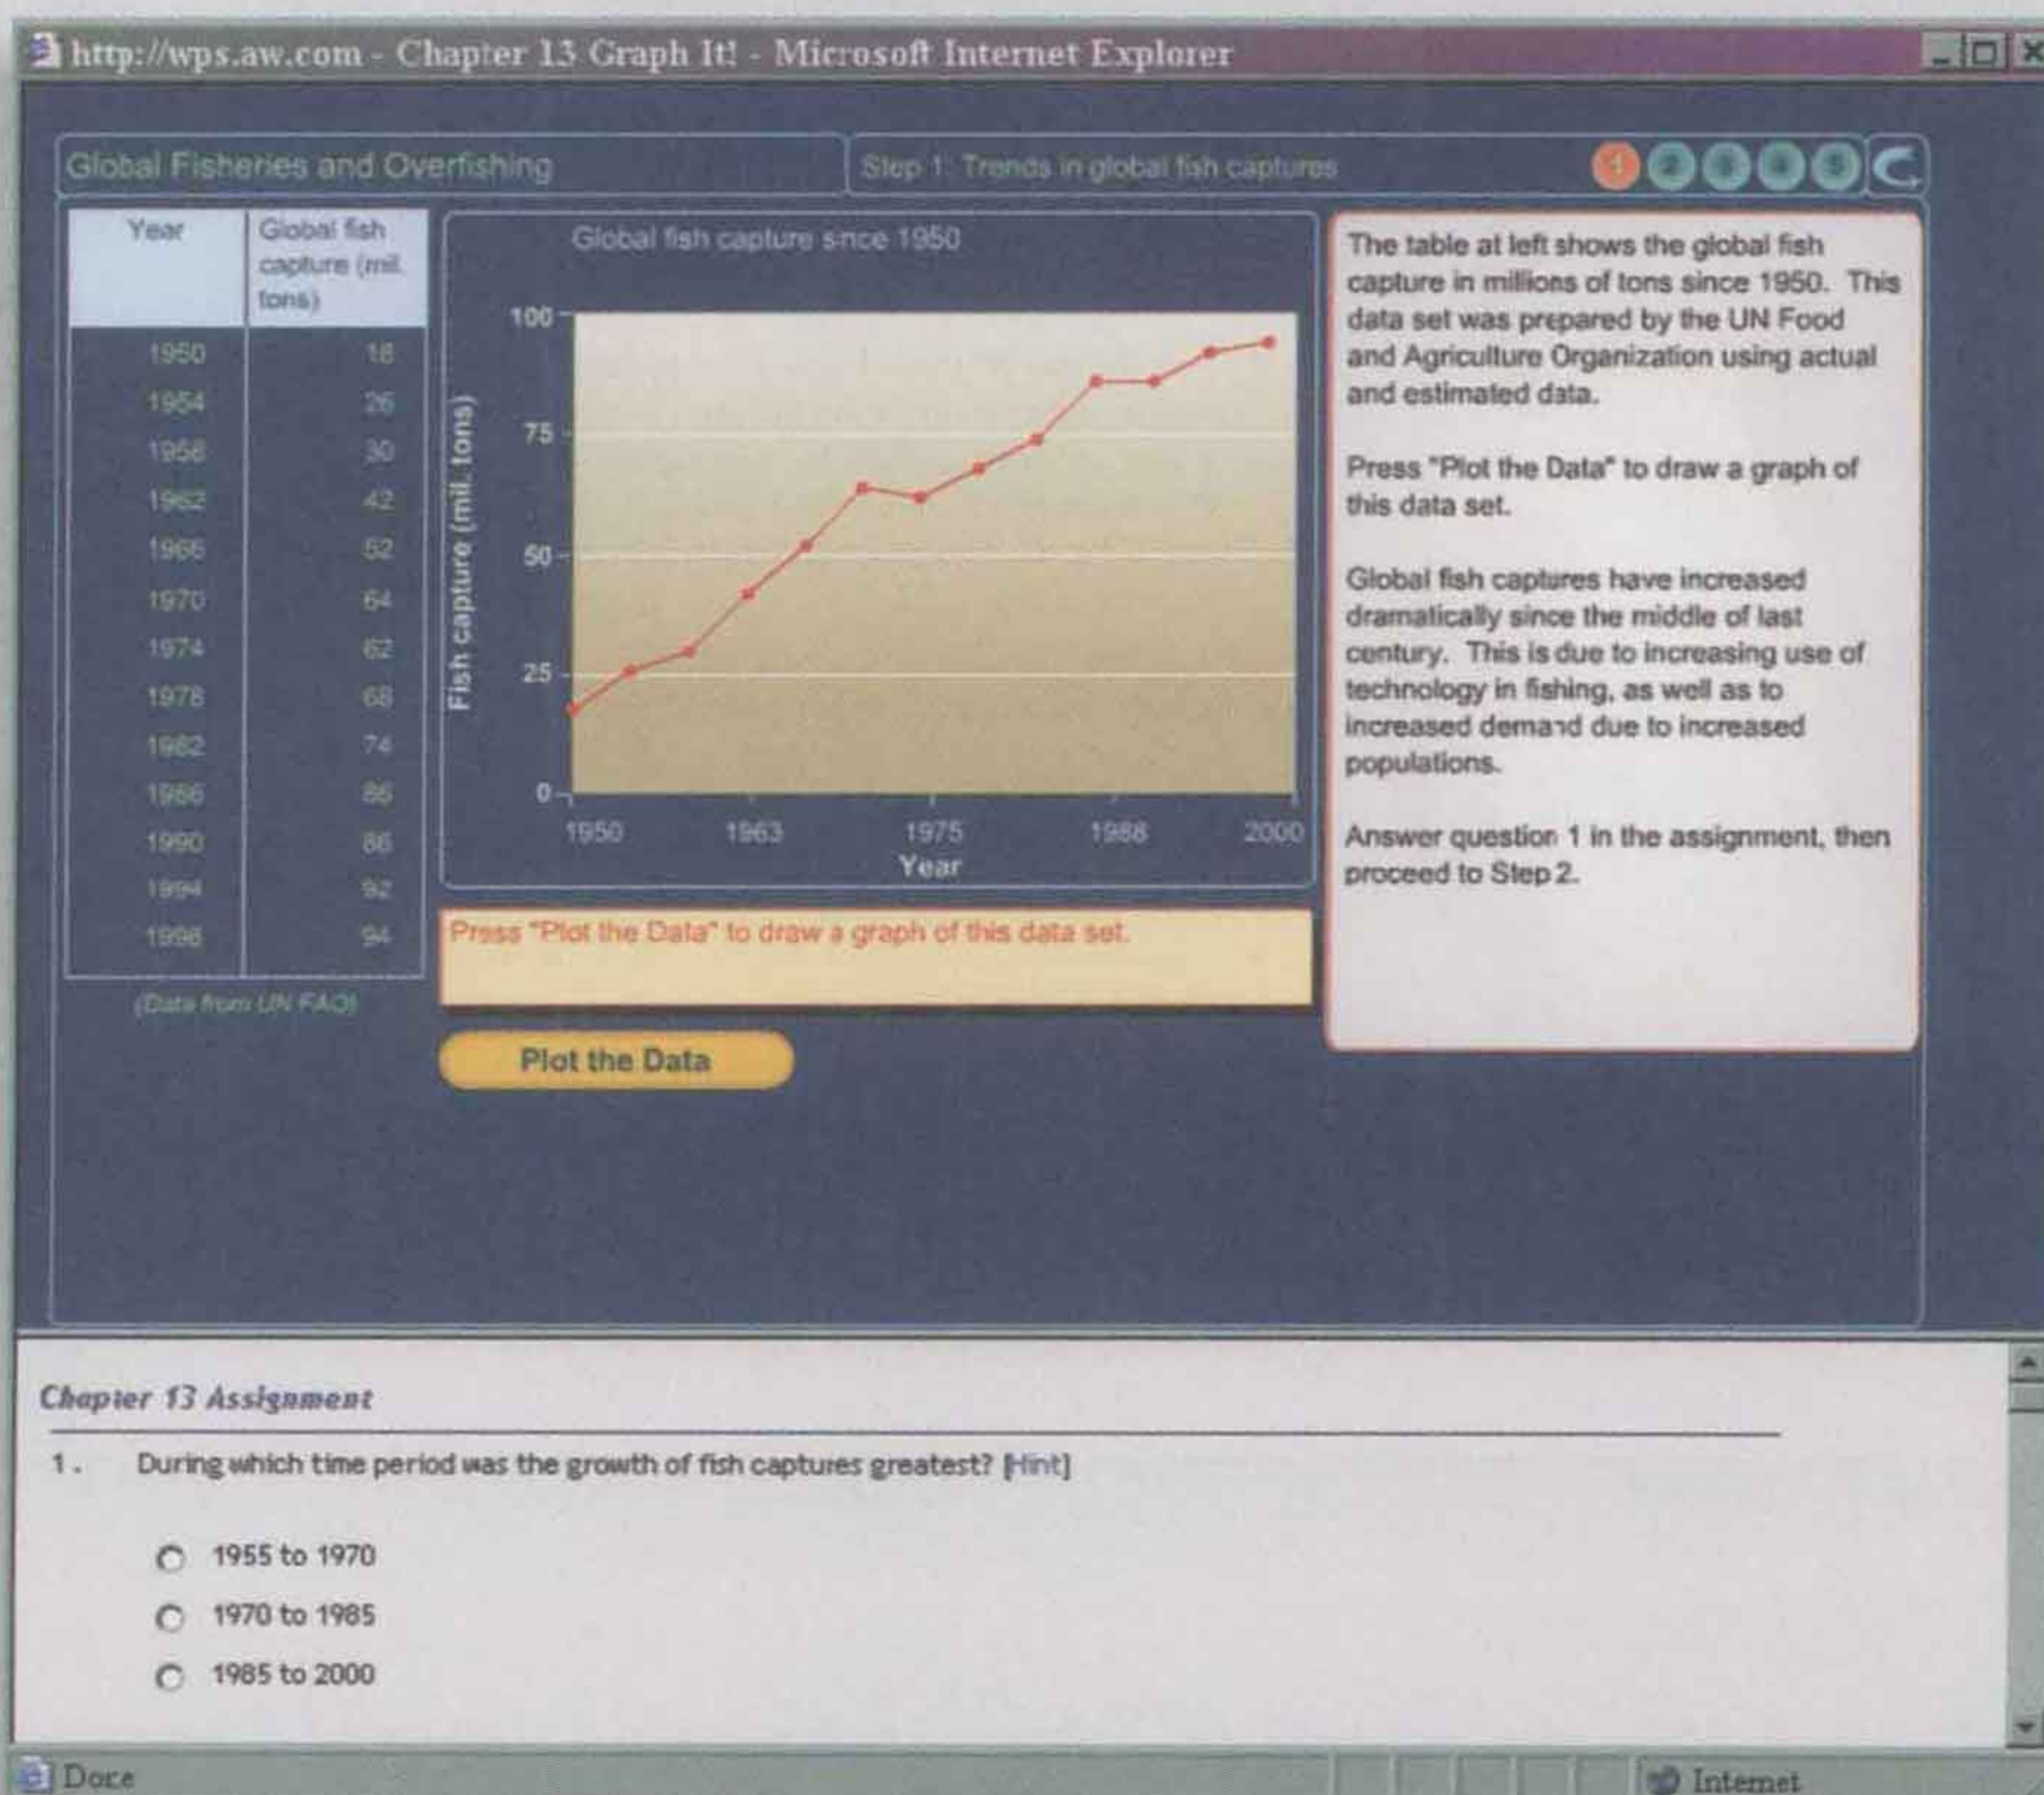 http://wps.aw.com - Chapter 13 Graph It! - Microsoft Internet Explorer
Global Fisheries and Overfishing
Step 1: Trends in global fish captures
1 2 3 4 5
Year Global fish
capture (mil.
tons)
1950 18
1954 26
1958 30
1962 42
1966 52
1970 64
1974 62
1978 68
1982 74
1986 86
1990 86
1994 92
1998 94
(Data from UN FAO)
Global fish capture since 1950
Fish capture (mil. tons)
100
75
50
25
0
1950 1963 1975 1988 2000
Year
Press "Plot the Data" to draw a graph of this data set.
Plot the Data
The table at left shows the global fish
capture in millions of tons since 1950. This
data set was prepared by the UN Food
and Agriculture Organization using actual
and estimated data.
Press "Plot the Data" to draw a graph of
this data set.
Global fish captures have increased
dramatically since the middle of last
century. This is due to increasing use of
technology in fishing, as well as to
increased demand due to increased
populations.
Answer question 1 in the assignment, then
proceed to Step 2.
Chapter 13 Assignment
1. During which time period was the growth of fish captures greatest? [Hint]
1955 to 1970
1970 to 1985
1985 to 2000
Done
Internet